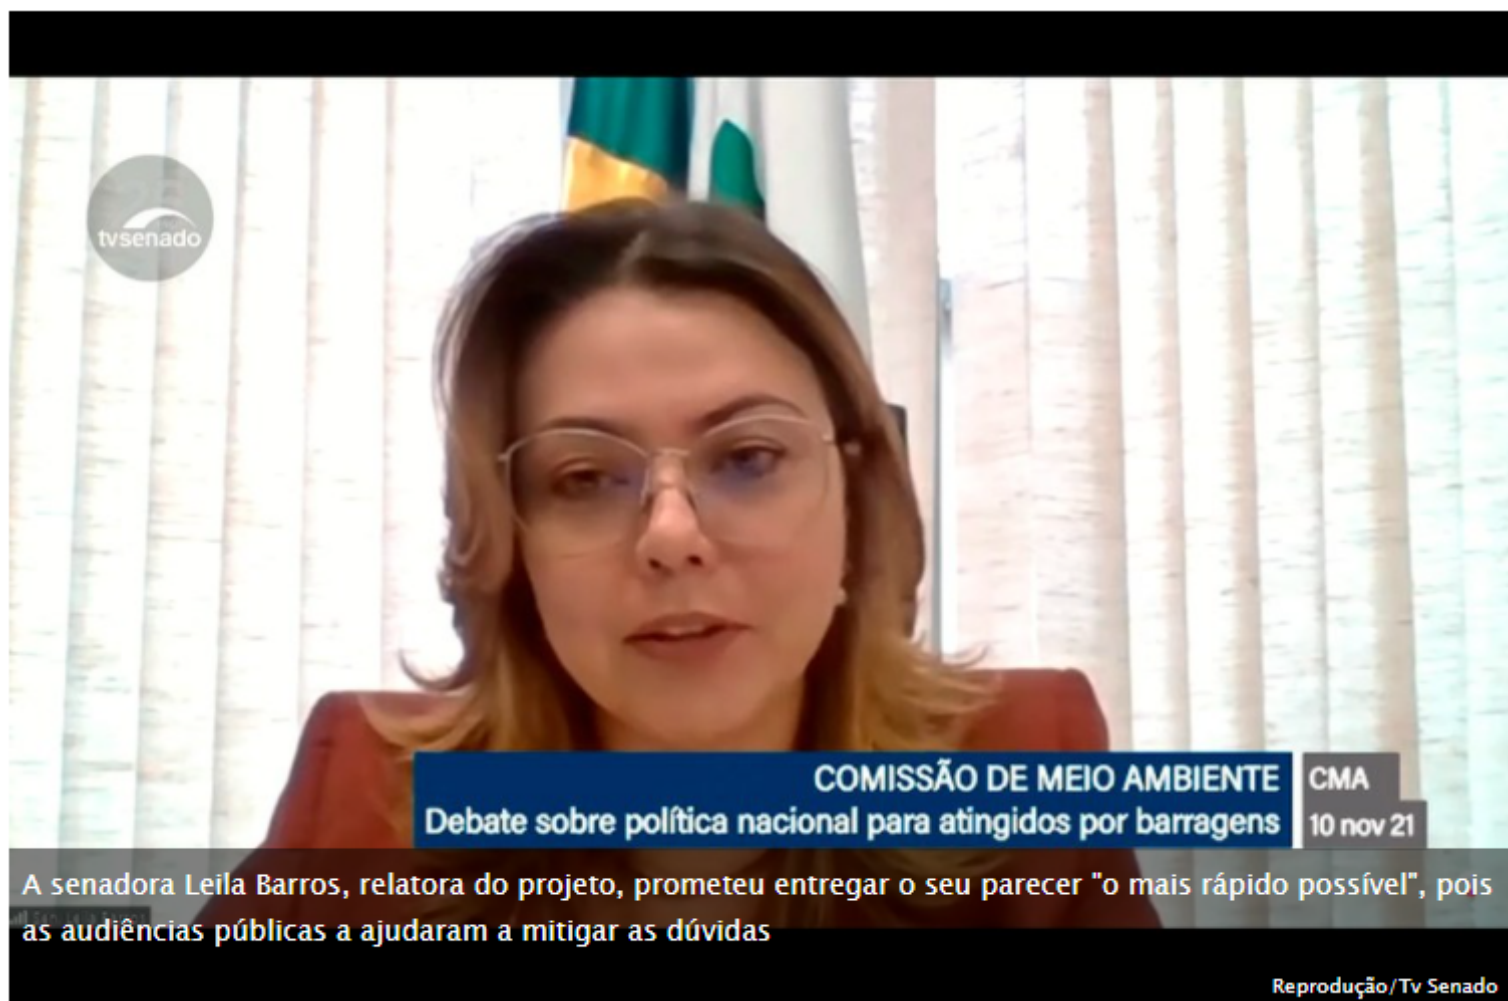 tvsenado
COMISSÃO DE MEIO AMBIENTE
CMA
Debate sobre política nacional para atingidos por barragens
10 nov 21
A senadora Leila Barros, relatora do projeto, prometeu entregar o seu parecer "o mais rápido possível", pois
as audiências públicas a ajudaram a mitigar as dúvidas
Reprodução/Tv Senado